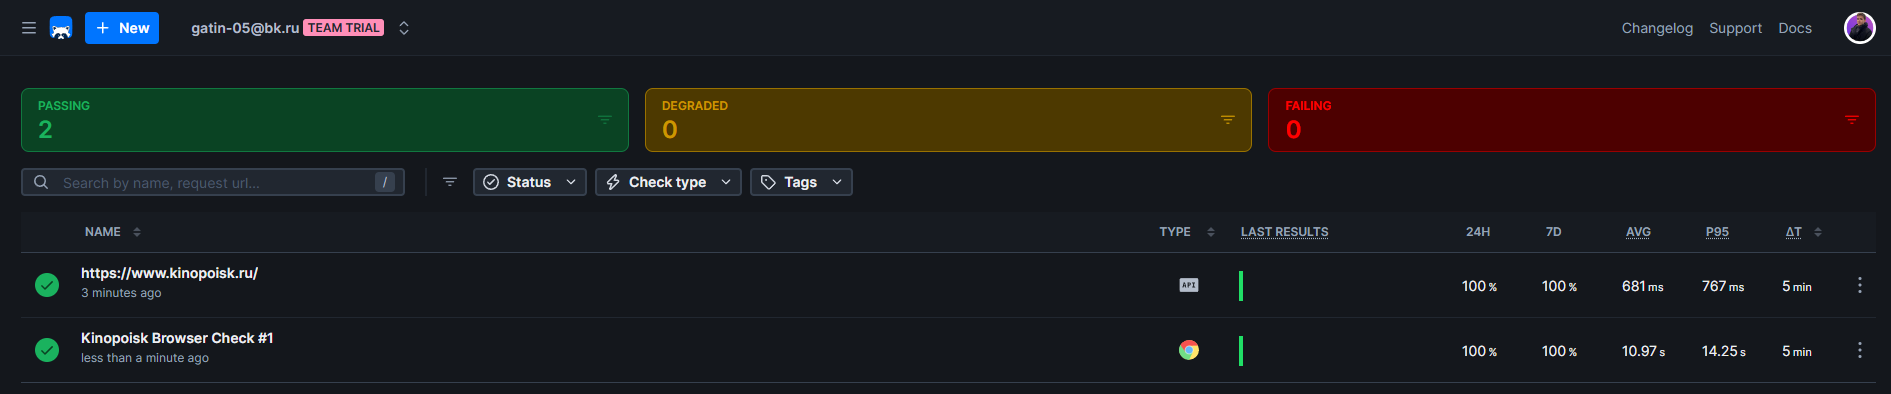 New
gatin-05@bk.ru TEAM TRIAL
Changelog Support Docs
PASSING
2
DEGRADED
0
FAILING
0
Search by name, request url... /
Status
Check type
Tags
NAME TYPE LAST RESULTS 24H 7D AVG P95 ΔT
https://www.kinopoisk.ru/
3 minutes ago
API
100 % 100 % 681 ms 767 ms 5 min
Kinopoisk Browser Check #1
less than a minute ago
100 % 100 % 10.97 s 14.25 s 5 min